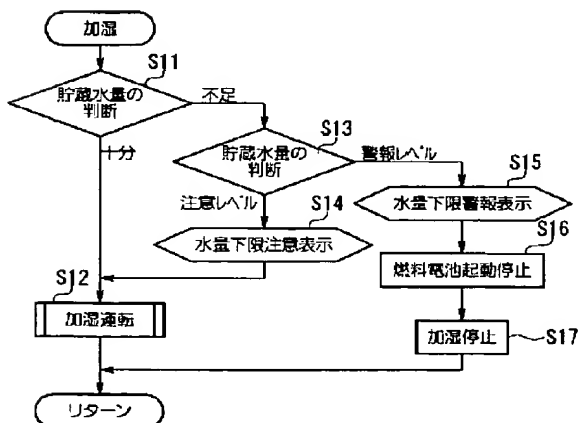 加湿
S11
貯蔵水量の
判断
不足
十分
S13
貯蔵水量の
判断
警報レベル
注意レベル
S14
水量下限注意表示
S15
水量下限警報表示
S16
燃料電池起動停止
S12
加湿運転
加湿停止
S17
リターン